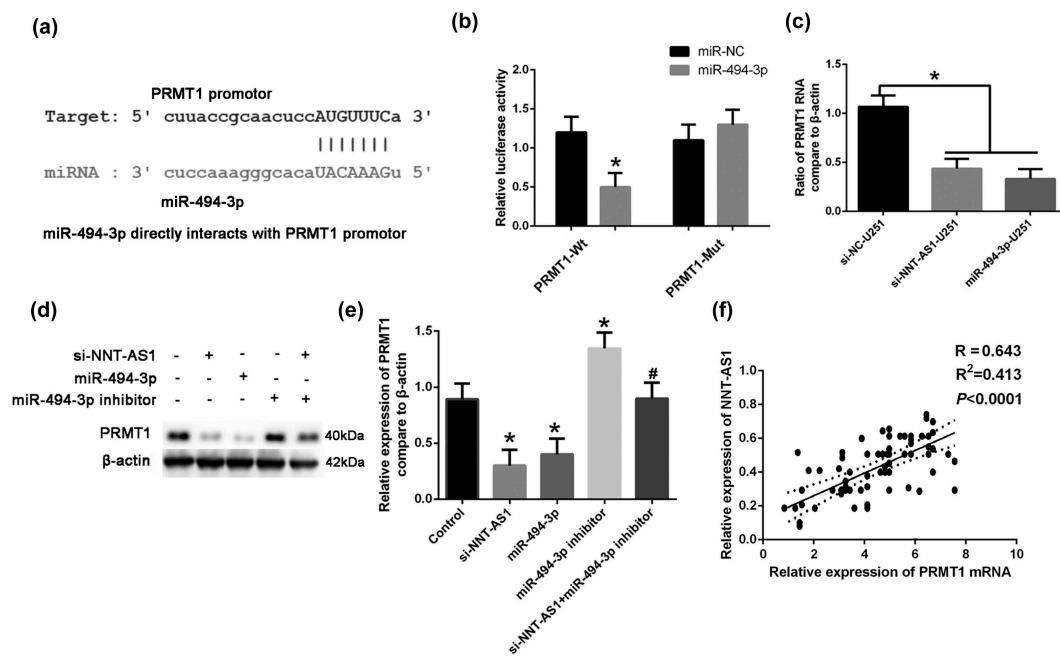 (a)
PRMT1 promotor
Target: 5' cuuaccgcaacuccAUGUUUCa 3'
miRNA : 3' cuccaaagggcacaUACAAAGu 5'
miR-494-3p
miR-494-3p directly interacts with PRMT1 promotor
(b)
miR-NC
miR-494-3p
Relative luciferase activity
2.0
1.5
1.0
0.5
0.0
*
PRMT1-Wt
PRMT1-Mut
(c)
Ratio of PRMT1 RNA
compare to β-actin
1.5
1.0
0.5
0.0
*
si-NC-U251
si-NNT-AS1-U251
miR-494-3p-U251
(d)
si-NNT-AS1 - + - - +
miR-494-3p - - + - -
miR-494-3p inhibitor - - - + +
PRMT1 40kDa
β-actin 42kDa
(e)
Relative expression of PRMT1
compare to β-actin
1.5
1.0
0.5
0.0
* * * #
Control
si-NNT-AS1
miR-494-3p
miR-494-3p inhibitor
si-NNT-AS1+miR-494-3p inhibitor
(f)
R = 0.643
R²=0.413
P<0.0001
Relative expression of NNT-AS1
1.0
0.8
0.6
0.4
0.2
0.0
0 2 4 6 8 10
Relative expression of PRMT1 mRNA